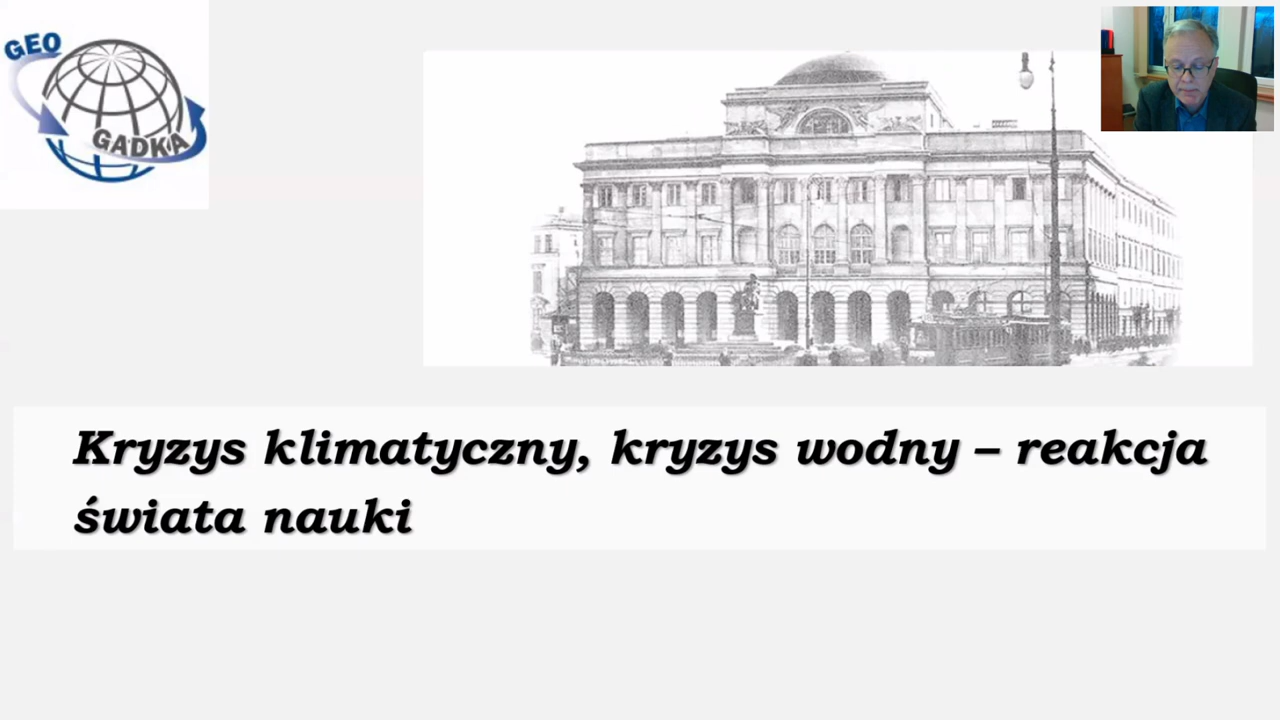 GEO
GADKA
Kryzys klimatyczny, kryzys wodny – reakcja
świata nauki